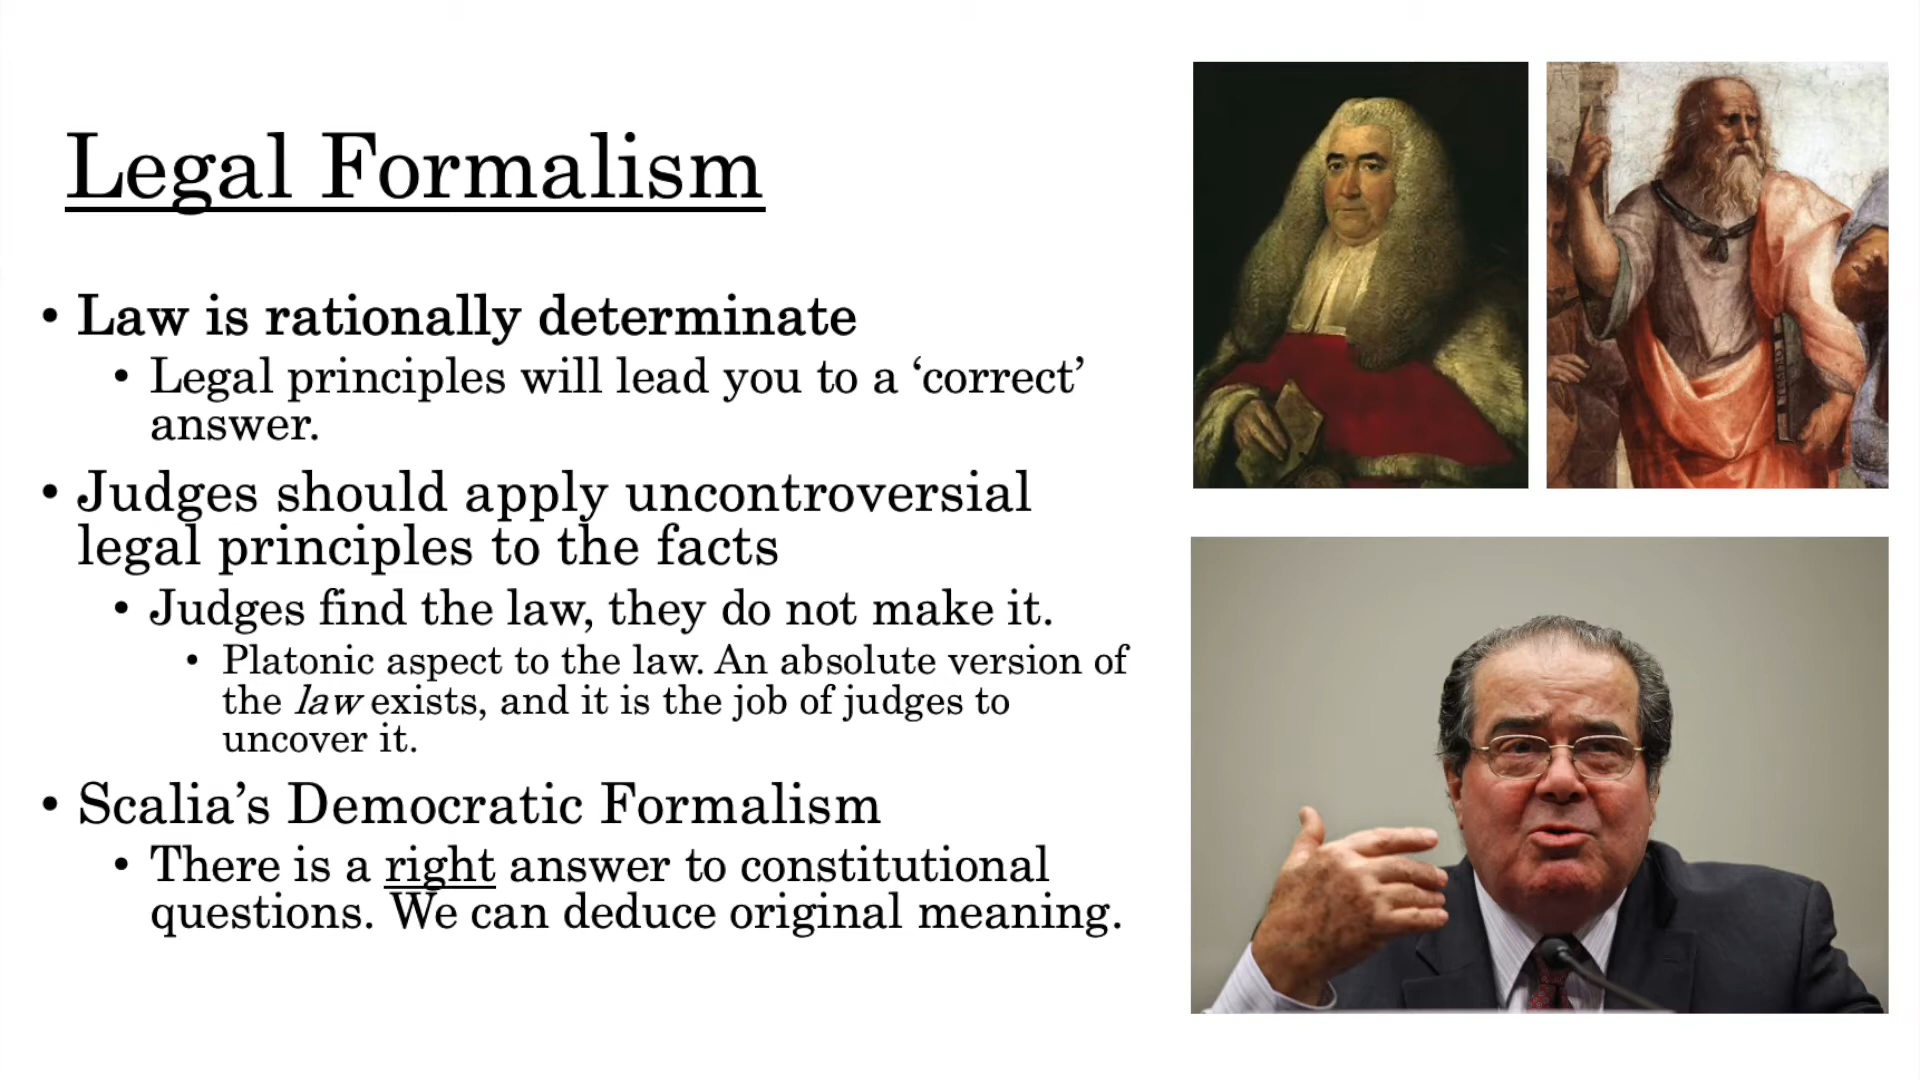 Legal Formalism
• Law is rationally determinate
• Legal principles will lead you to a ‘correct’
answer.
• Judges should apply uncontroversial
legal principles to the facts
• Judges find the law, they do not make it.
• Platonic aspect to the law. An absolute version of
the law exists, and it is the job of judges to
uncover it.
• Scalia’s Democratic Formalism
• There is a right answer to constitutional
questions. We can deduce original meaning.